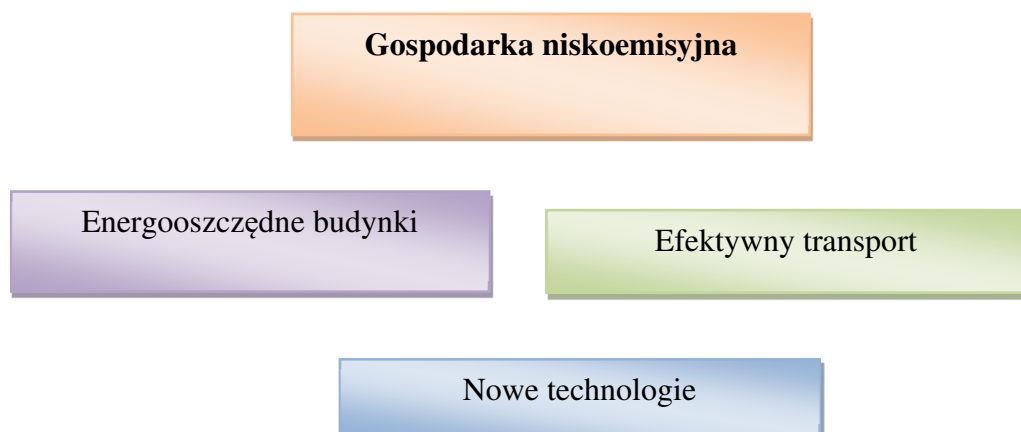 Gospodarka niskoemisyjna
Energooszczędne budynki
Efektywny transport
Nowe technologie